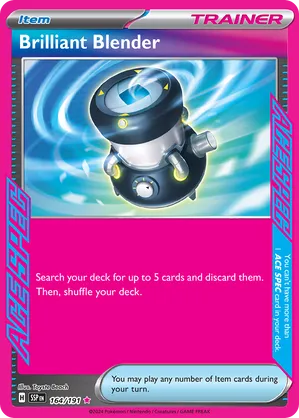 Item
TRAINER
Brilliant Blender
ACE SPEC
ACE SPEC
You can't have more than
1 ACE SPEC card in your deck.
Search your deck for up to 5 cards and discard them.
Then, shuffle your deck.
Illus. Toyste Beach
H SSP EN 164/191
You may play any number of Item cards during
your turn.
©2024 Pokémon / Nintendo / Creatures / GAME FREAK